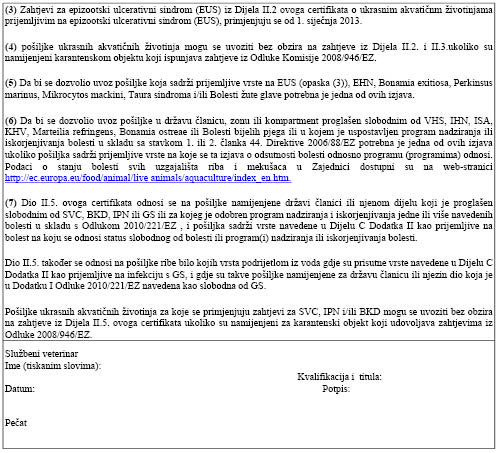 (3) Zahtjevi za epizootski ulcerativni sindrom (EUS) iz Dijela II.2 ovoga certifikata o ukrasnim akvatičnm životinjama
prijemljivim na epizootski ulcerativni sindrom (EUS), primjenjuju se od 1. siječnja 2013.
(4) pošiljke ukrasnih akvatičnih životinja mogu se uvoziti bez obzira na zahtjeve iz Dijela II.2. i II.3.ukoliko su
namijenjeni karantenskom objektu koji ispunjava zahtjeve iz Odluke Komisije 2008/946/EZ.
(5) Da bi se dozvolio uvoz pošiljke koja sadrži prijemljive vrste na EUS (opaska (3)), EHN, Bonamia exitiosa, Perkinsus
marinus, Mikrocytos mackini, Taura sindroma i/ili Bolesti žute glave potrebna je jedna od ovih izjava.
(6) Da bi se dozvolio uvoz pošiljke u državu članicu, zonu ili kompartment proglašen slobodnim od VHS, IHN, ISA,
KHV, Marteilia refringens, Bonamia ostreae ili Bolesti bijelih pjega ili u kojem je uspostavljen program nadziranja ili
iskorjenjivanja bolesti u skladu sa stavkom 1. ili 2. članka 44. Direktive 2006/88/EZ potrebna je jedna od ovih izjava
ukoliko pošiljka sadrži prijemljive vrste na koje se ta izjava o odsutnosti bolesti odnosno programu (programima) odnosi.
Podaci o stanju bolesti svih uzgajališta riba i mekušaca u Zajednici dostupni su na web-stranici
http://ec.europa.eu/food/animal/live animals/aquaculture/index_en.htm.
(7) Dio II.5. ovoga certifikata odnosi se na pošiljke namijenjene državi članici ili njenom dijelu koji je proglašen
slobodnim od SVC, BKD, IPN ili GS ili za kojeg je odobren program nadziranja i iskorjenjivanja jedne ili više navedenih
bolesti u skladu s Odlukom 2010/221/EZ , i pošiljka sadrži vrste navedene u Dijelu C Dodatka II kao prijemljive na
bolest na koju se odnosi status slobodnog od bolesti ili program(i) nadziranja ili iskorjenjivanja bolesti.
Dio II.5. također se odnosi na pošiljke ribe bilo kojih vrsta podrijetlom iz voda gdje su prisutne vrste navedene u Dijelu C
Dodatka II kao prijemljive na infekciju s GS, i gdje su takve pošiljke namijenjene za državu članicu ili njezin dio koja je
u Dodatku I Odluke 2010/221/EZ navedena kao slobodna od GS.
Pošiljke ukrasnih akvatičnih životinja za koje se primjenjuju zahtjevi za SVC, IPN i/ili BKD mogu se uvoziti bez obzira
na zahtjeve iz Dijela II.5. ovoga certifikata ukoliko su namijenjeni za karantenski objekt koji udovoljava zahtjevima iz
Odluke 2008/946/EZ.
Službeni veterinar
Ime (tiskanim slovima):
Kvalifikacija i titula:
Datum: Potpis:
Pečat